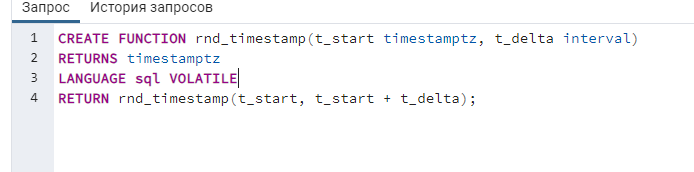 Запрос История запросов
1 CREATE FUNCTION rnd_timestamp(t_start timestamptz, t_delta interval)
2 RETURNS timestamptz
3 LANGUAGE sql VOLATILE
4 RETURN rnd_timestamp(t_start, t_start + t_delta);